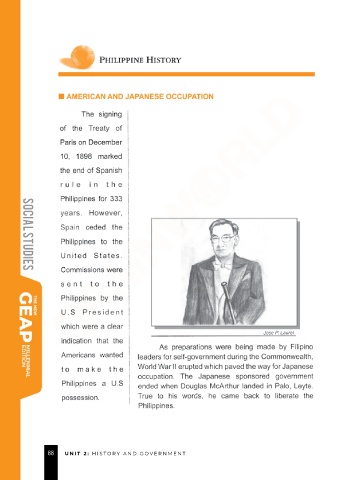 PHILIPPINE HISTORY
AMERICAN AND JAPANESE OCCUPATION
The signing
of the Treaty of
Paris on December
10, 1898 marked
the end of Spanish
rule in the
Philippines for 333
years. However,
Spain ceded the
Philippines to the
United States.
Commissions were
sent to the
Philippines by the
U.S President
which were a clear
indication that the
Americans wanted
to make the
Philippines a U.S
possession.
Jose P. Laurel
As preparations were being made by Filipino
leaders for self-government during the Commonwealth,
World War II erupted which paved the way for Japanese
occupation. The Japanese sponsored government
ended when Douglas McArthur landed in Palo, Leyte.
True to his words, he came back to liberate the
Philippines.
SOCIAL STUDIES
THE NEW
GEAP
MILLENNIAL
EDITION
88 UNIT 2: HISTORY AND GOVERNMENT